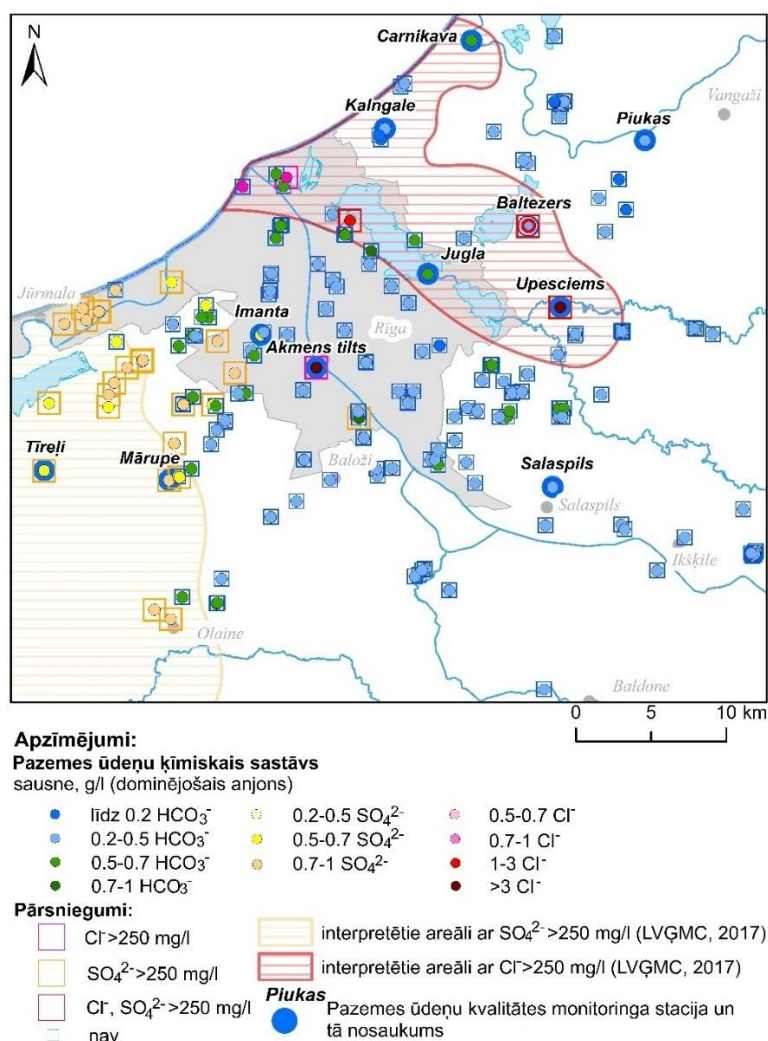 N
Carnikava
Kalngale
Piukas
Vangaži
Baltezers
Jugla
Upesciems
Jūrmala
Imanta
Rīga
Akmens tilts
Tīreļi
Mārupe
Baloži
Salaspils
Salaspils
Ikšķile
Olaine
Baldone
0 5 10 km
Apzīmējumi:
Pazemes ūdeņu ķīmiskais sastāvs
sausne, g/l (dominējošais anjons)
līdz 0.2 HCO₃⁻ 0.2-0.5 SO₄²⁻ 0.5-0.7 Cl⁻
0.2-0.5 HCO₃⁻ 0.5-0.7 SO₄²⁻ 0.7-1 Cl⁻
0.5-0.7 HCO₃⁻ 0.7-1 SO₄²⁻ 1-3 Cl⁻
0.7-1 HCO₃⁻ >3 Cl⁻
Pārsniegumi:
Cl⁻>250 mg/l interpretētie areāli ar SO₄²⁻>250 mg/l (LVĢMC, 2017)
SO₄²⁻>250 mg/l interpretētie areāli ar Cl⁻>250 mg/l (LVĢMC, 2017)
Cl⁻, SO₄²⁻>250 mg/l Piukas Pazemes ūdeņu kvalitātes monitoringa stacija un
nav tā nosaukums